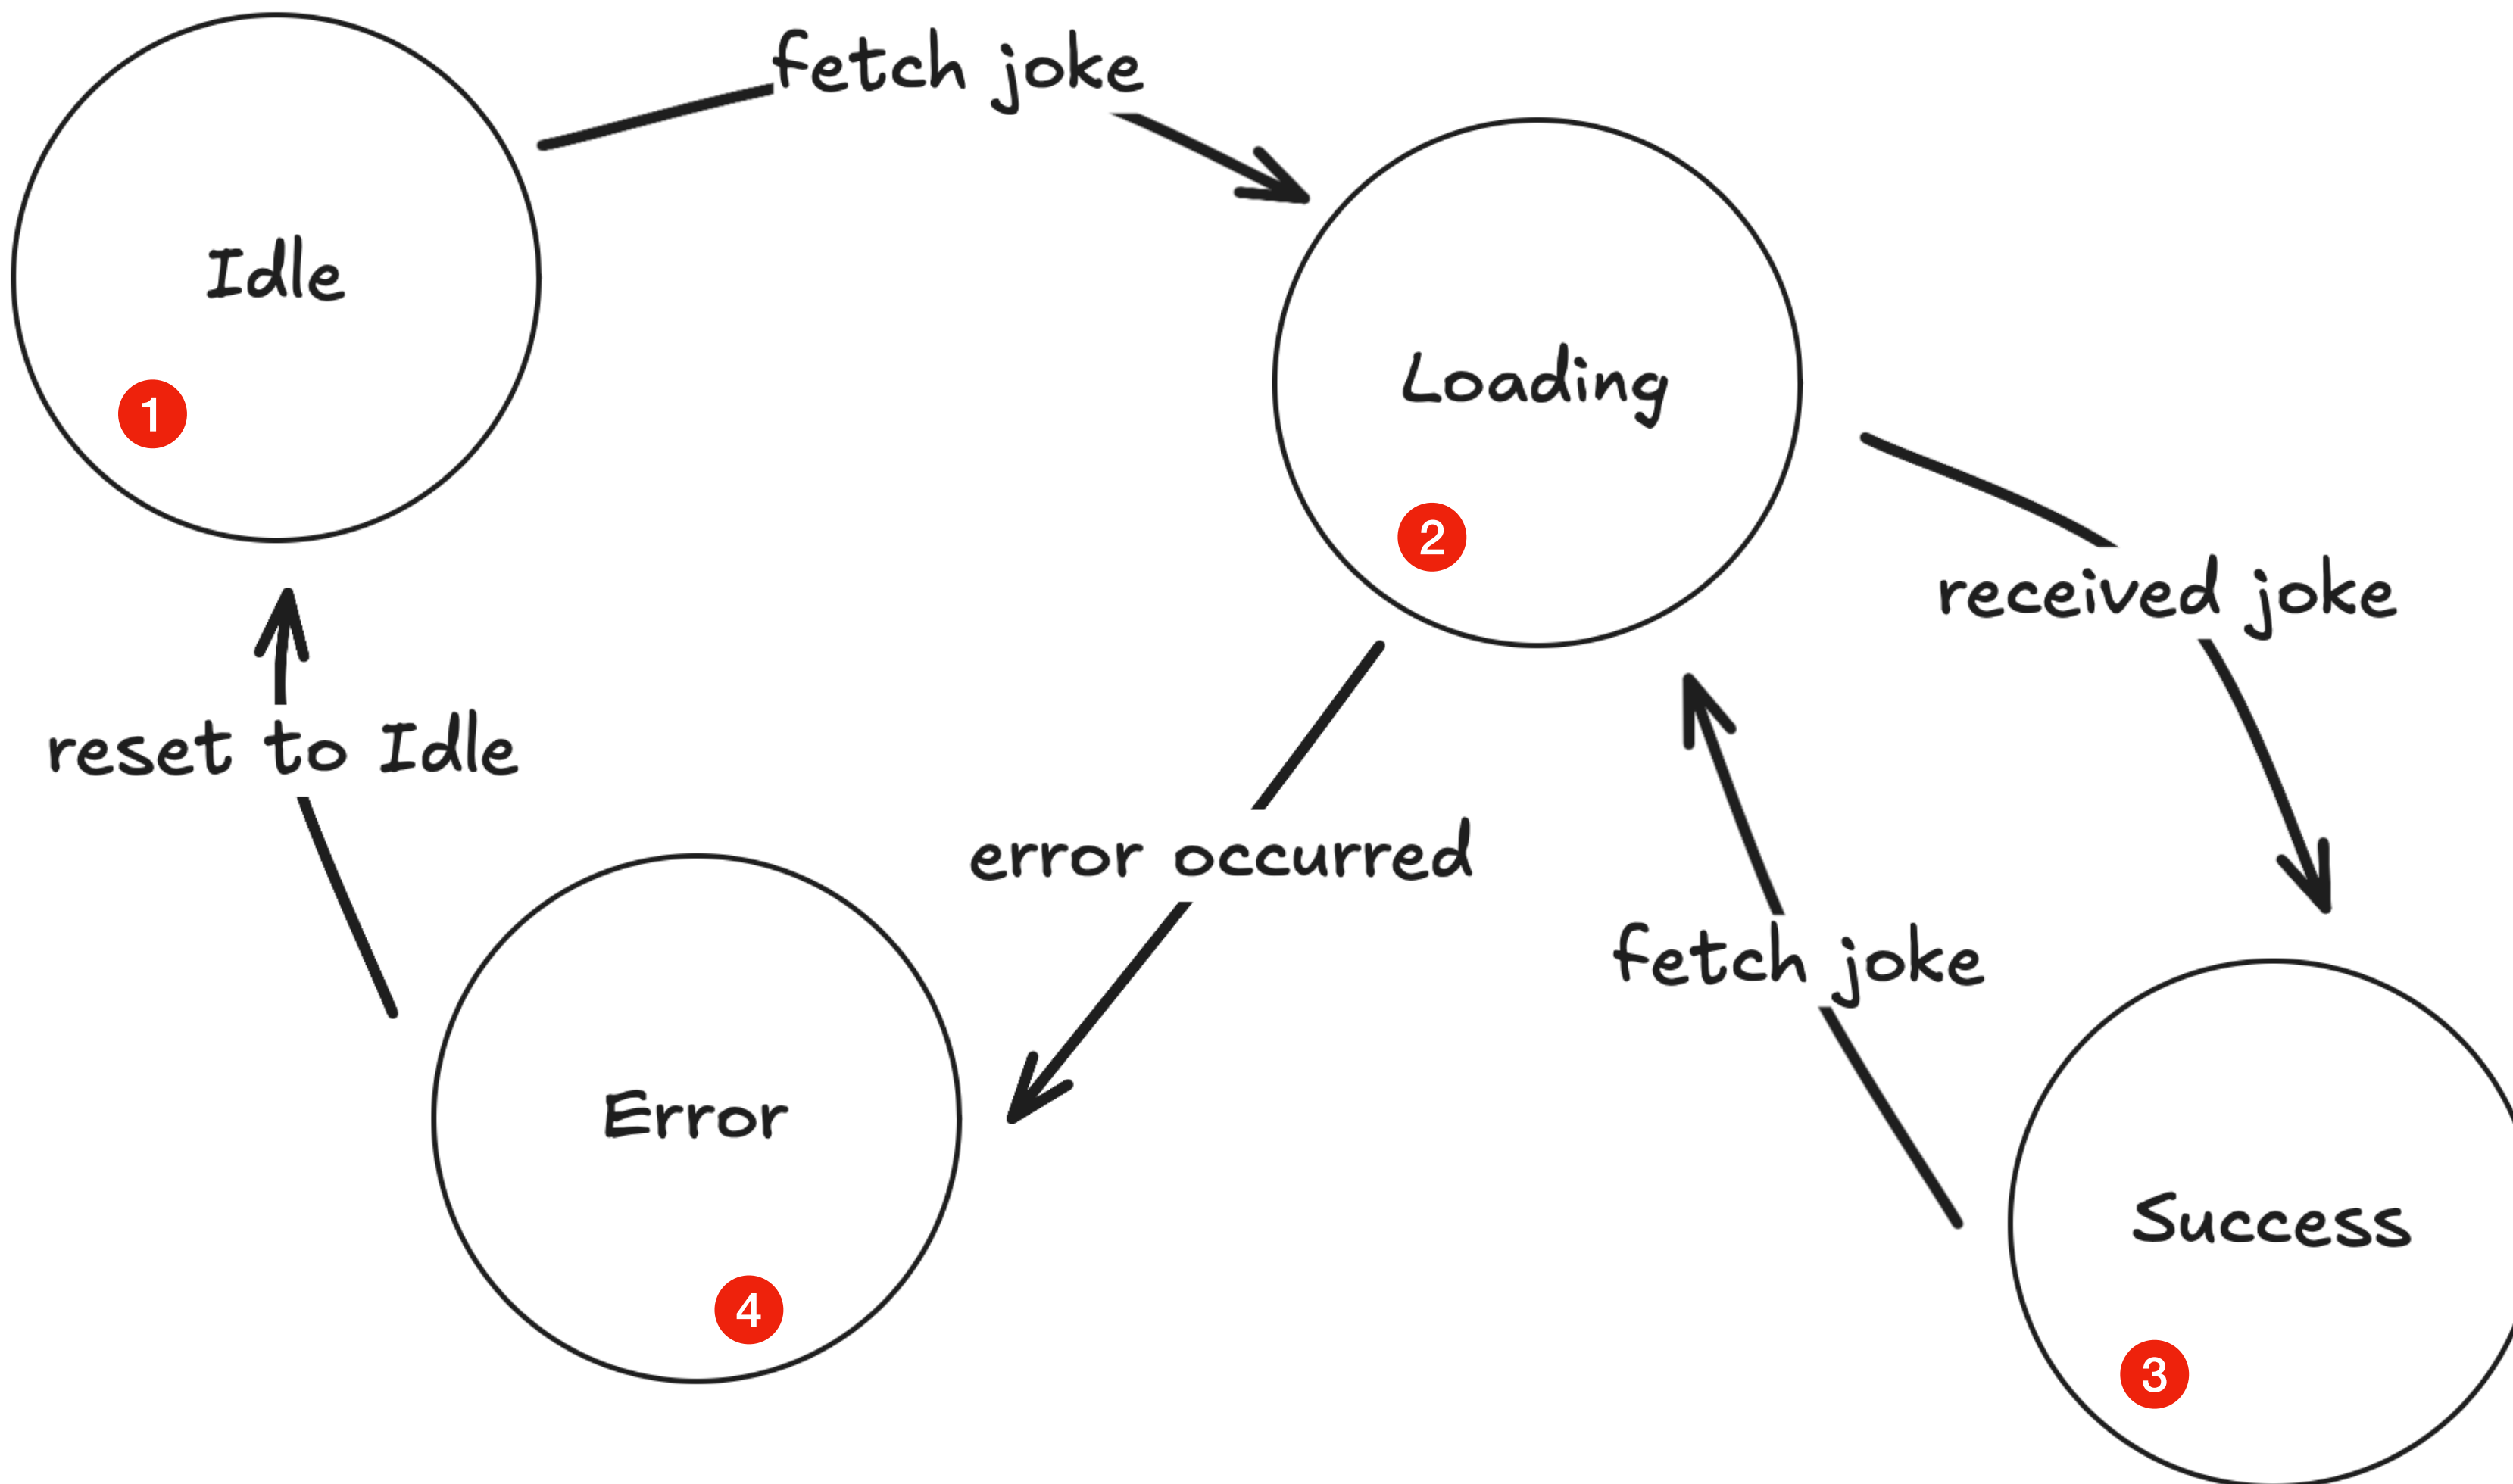 fetch joke
Idle
1
Loading
2
received joke
reset to Idle
error occurred
fetch joke
Error
4
Success
3